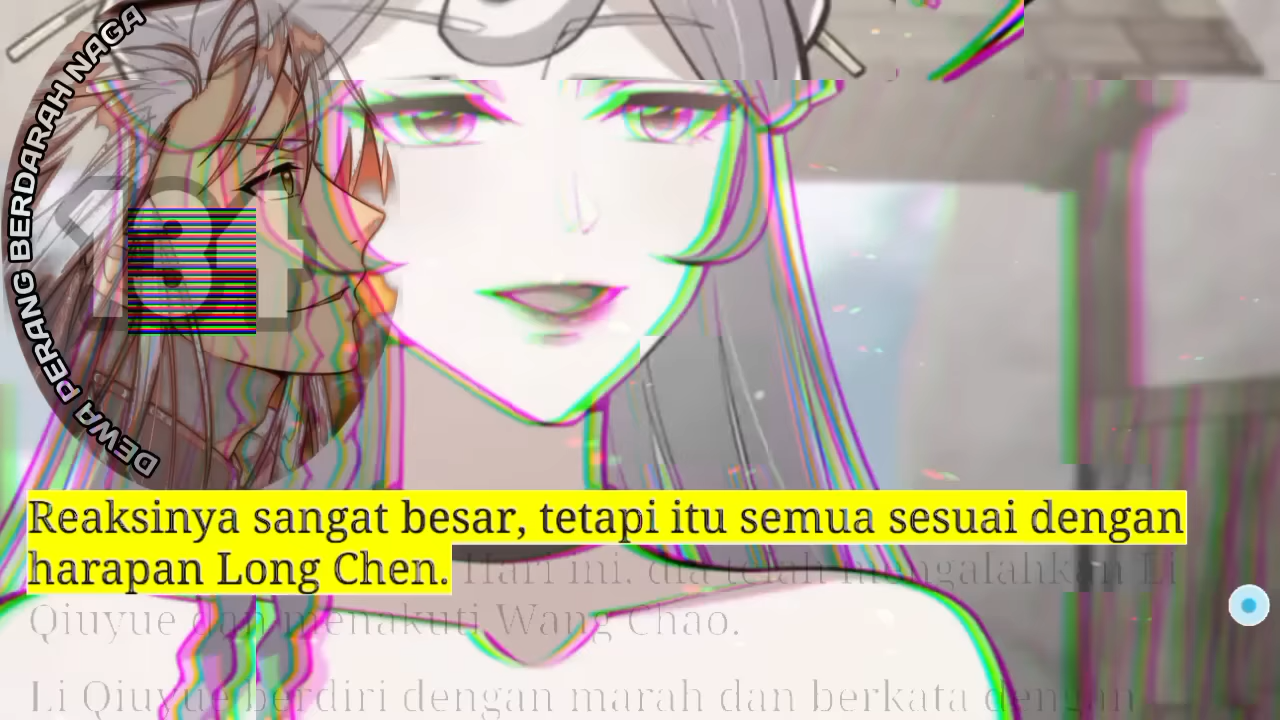 DEWA PERANG BERDARAH NAGA
134
Reaksinya sangat besar, tetapi itu semua sesuai dengan
harapan Long Chen. Hari ini, dia telah mengalahkan Li
Qiuyue dan menakuti Wang Chao.
Li Qiuyue berdiri dengan marah dan berkata dengan